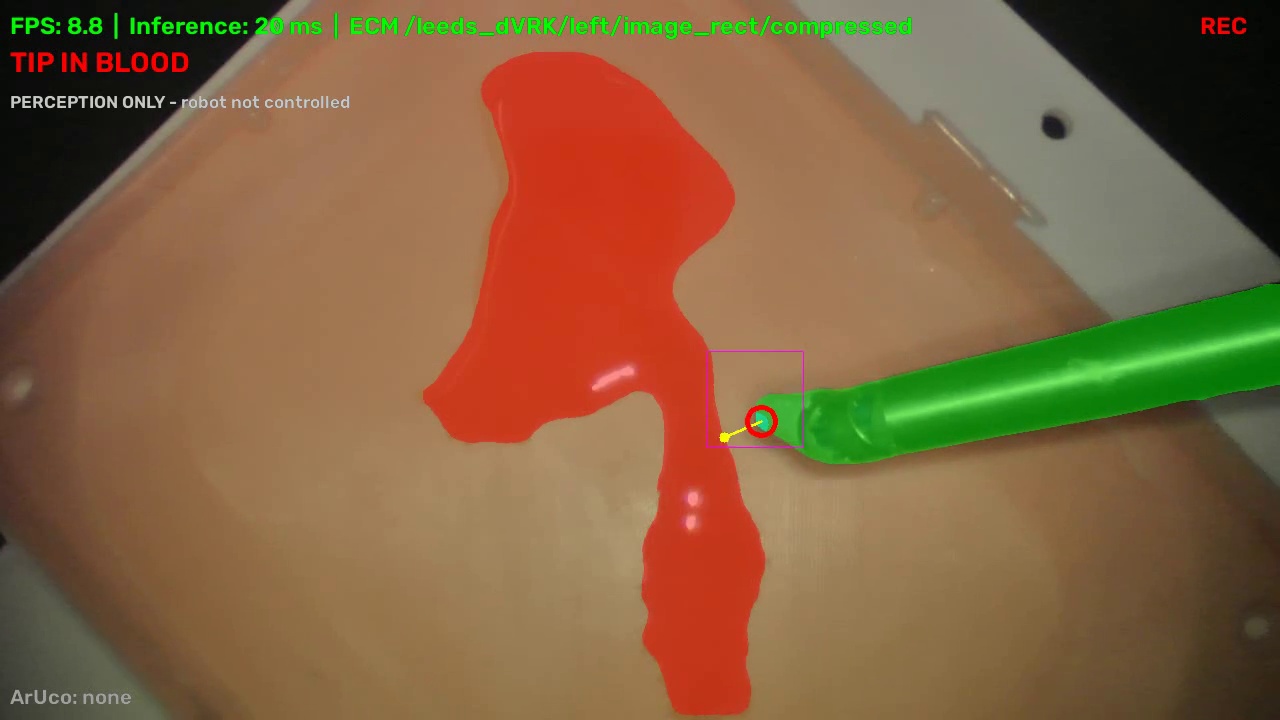 FPS: 8.8 | Inference: 20 ms | ECM /leeds_dVRK/left/image_rect/compressed
REC
TIP IN BLOOD
PERCEPTION ONLY - robot not controlled
ArUco: none